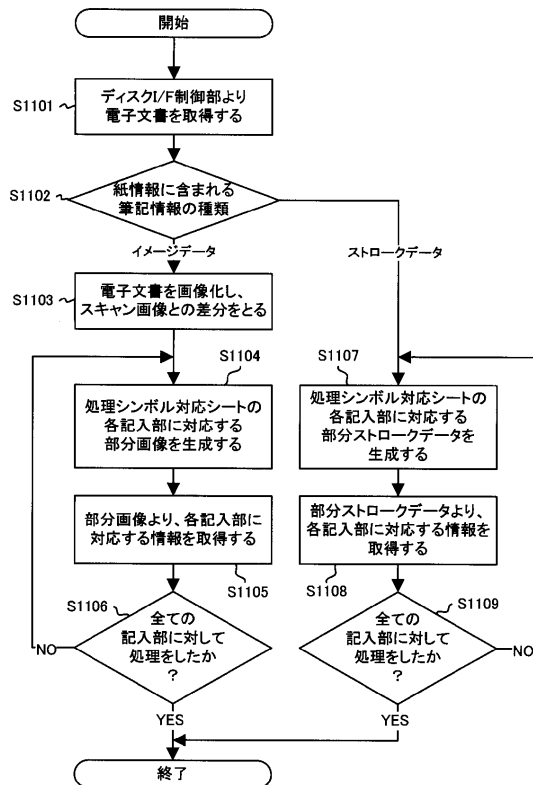 開始
S1101
ディスクI/F制御部より
電子文書を取得する
S1102
紙情報に含まれる
筆記情報の種類
イメージデータ
ストロークデータ
S1103
電子文書を画像化し、
スキャン画像との差分をとる
S1104
処理シンボル対応シートの
各記入部に対応する
部分画像を生成する
部分画像より、各記入部に
対応する情報を取得する
S1105
S1106
全ての
記入部に対して
処理をしたか
?
NO
YES
S1107
処理シンボル対応シートの
各記入部に対応する
部分ストロークデータを
生成する
部分ストロークデータより、
各記入部に対応する情報を
取得する
S1108
S1109
全ての
記入部に対して
処理をしたか
?
NO
YES
終了